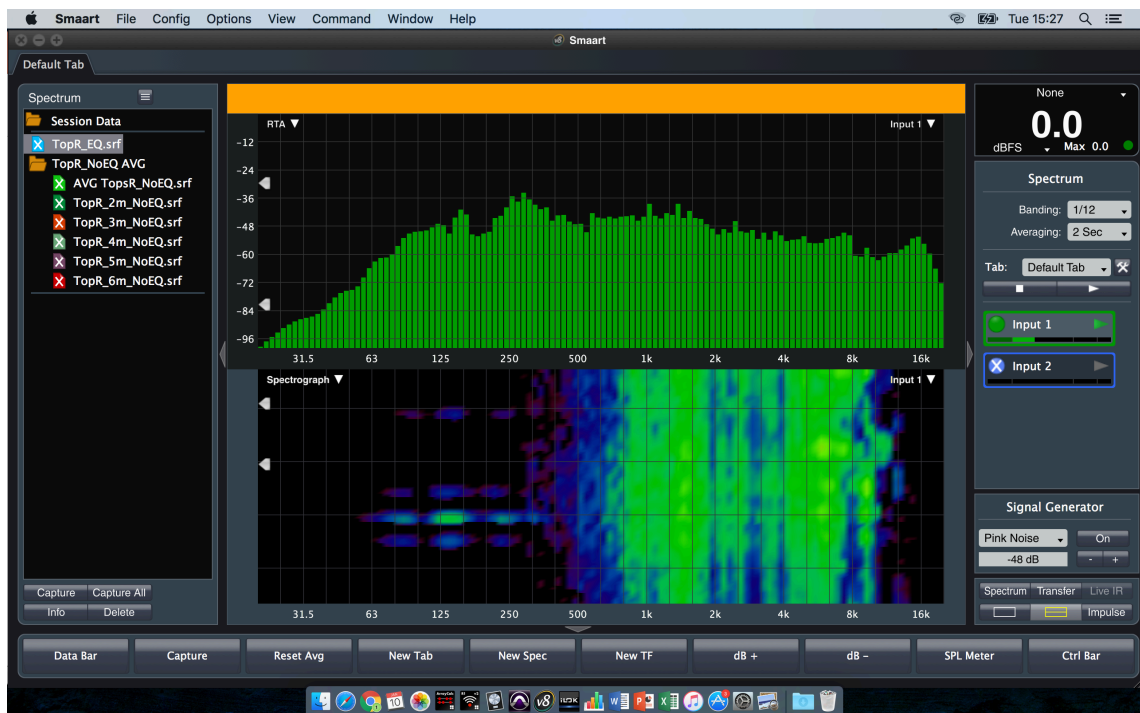 Smaart File Config Options View Command Window Help Tue 15:27
v8 Smaart
Default Tab
Spectrum
Session Data
TopR_EQ.srf
TopR_NoEQ AVG
AVG TopsR_NoEQ.srf
TopR_2m_NoEQ.srf
TopR_3m_NoEQ.srf
TopR_4m_NoEQ.srf
TopR_5m_NoEQ.srf
TopR_6m_NoEQ.srf
Capture Capture All
Info Delete
RTA Input 1
-12
-24
-36
-48
-60
-72
-84
-96
31.5 63 125 250 500 1k 2k 4k 8k 16k
Spectrograph Input 1
31.5 63 125 250 500 1k 2k 4k 8k 16k
None
0.0
dBFS Max 0.0
Spectrum
Banding: 1/12
Averaging: 2 Sec
Tab: Default Tab
Input 1
Input 2
Signal Generator
Pink Noise On
-48 dB - +
Spectrum Transfer Live IR
Impulse
Data Bar Capture Reset Avg New Tab New Spec New TF dB + dB - SPL Meter Ctrl Bar
10 v8